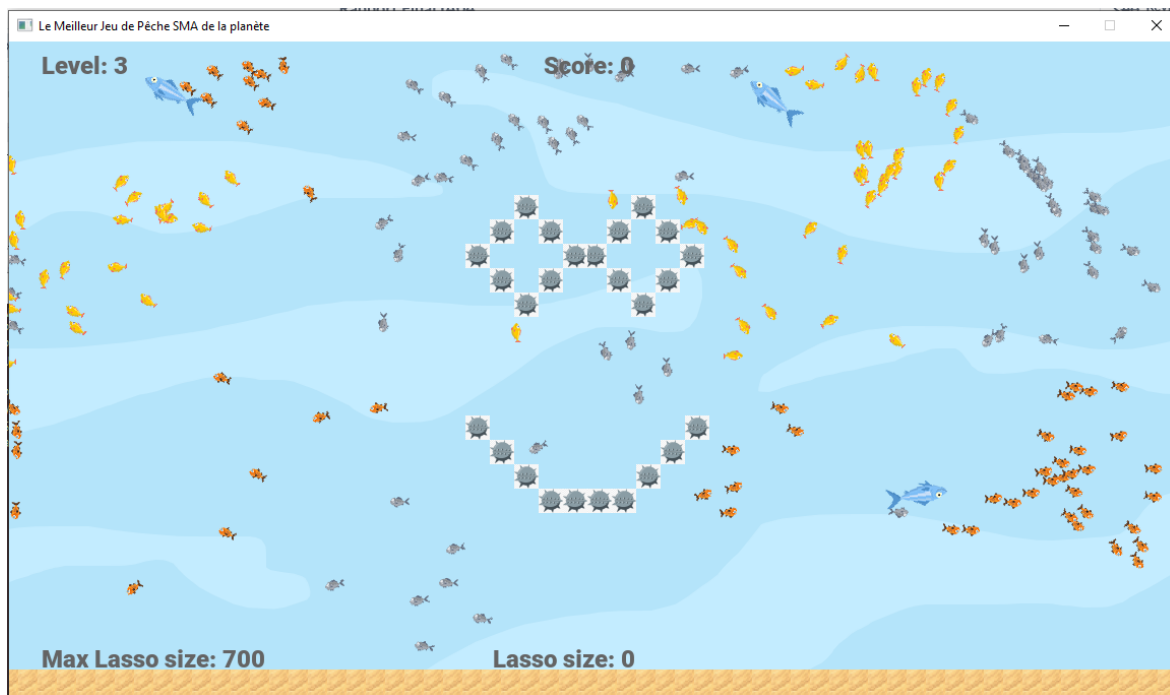 Le Meilleur Jeu de Pêche SMA de la planète
Level: 3
Score: 0
Max Lasso size: 700
Lasso size: 0